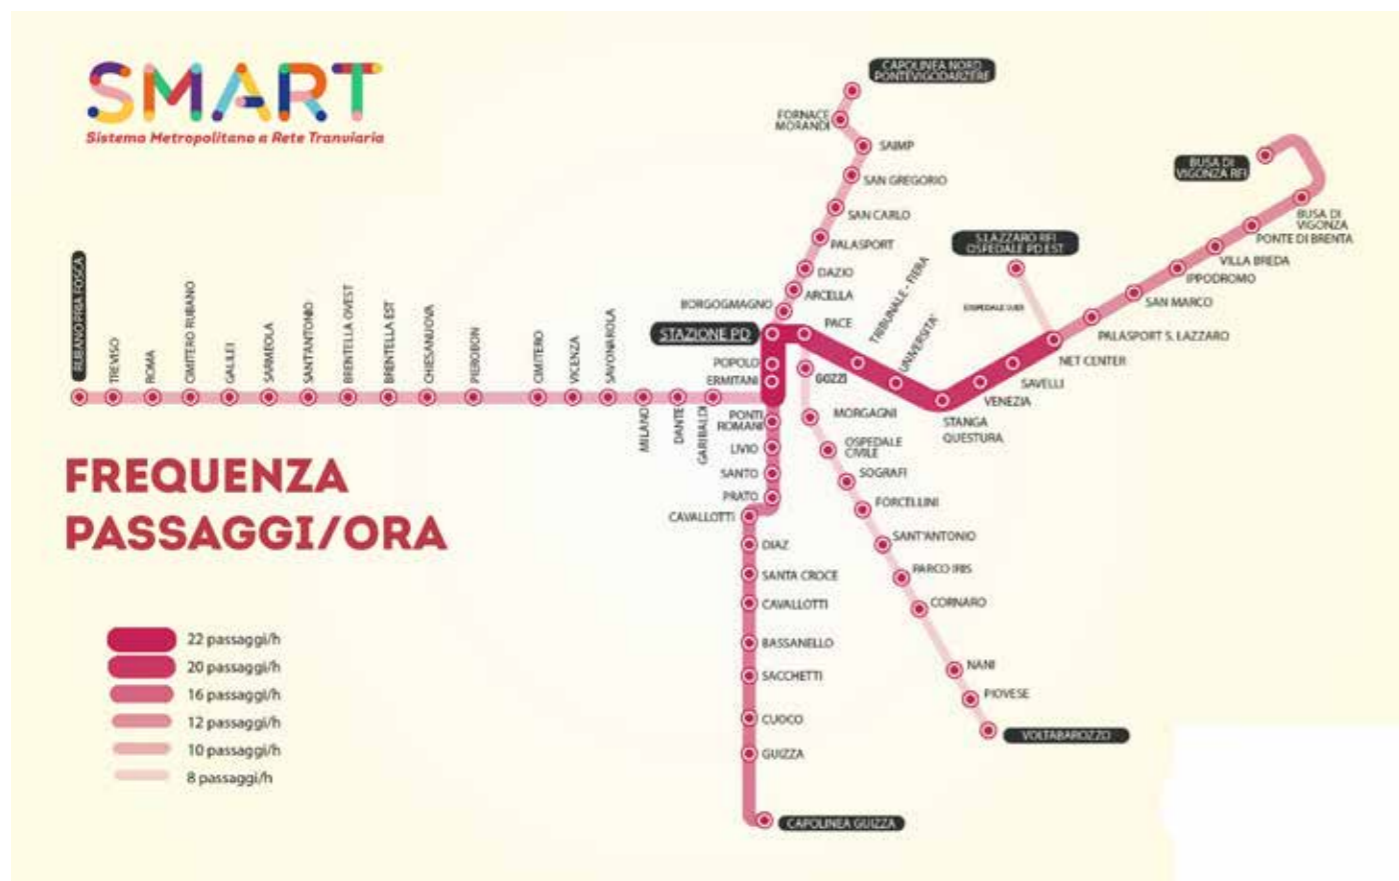 SMART
Sistema Metropolitano a Rete Tranviaria
CAPOLINEA NORD
PONTEVIGODARZERE
FORNACE
MORANDI
SAIMP
SAN GREGORIO
SAN CARLO
PALASPORT
DAZIO
ARCELLA
BORGOGMAGNO
STAZIONE PD
PACE
TRIBUNALE - FIERA
UNIVERSITA'
POPOLO
ERMITANI
GOZZI
BUSA DI
VIGONZA RFI
BUSA DI
VIGONZA
PONTE DI BRENTA
VILLA BREDA
IPPODROMO
SAN MARCO
PALASPORT S. LAZZARO
S.LAZZARO RFI
OSPEDALE PD EST
NET CENTER
SAVELLI
VENEZIA
STANGA
QUESTURA
RUBANO PRIA FOSCA
TREVISO
ROMA
CIMITERO RUBANO
GALILEI
SARMEOLA
SANT'ANTONIO
BRENTELLA OVEST
BRENTELLA EST
CHIESANUOVA
PIEROBON
CIMITERO
VICENZA
SAVONAROLA
MILANO
DANTE
GARIBALDI
PONTI
ROMANI
LIVIO
SANTO
PRATO
CAVALLOTTI
DIAZ
SANTA CROCE
CAVALLOTTI
BASSANELLO
SACCHETTI
CUOCO
GUIZZA
CAPOLINEA GUIZZA
MORGAGNI
OSPEDALE
CIVILE
SOGRAFI
FORCELLINI
SANT'ANTONIO
PARCO IRIS
CORNARO
NANI
PIOVESE
VOLTABAROZZO
FREQUENZA
PASSAGGI/ORA
22 passaggi/h
20 passaggi/h
16 passaggi/h
12 passaggi/h
10 passaggi/h
8 passaggi/h